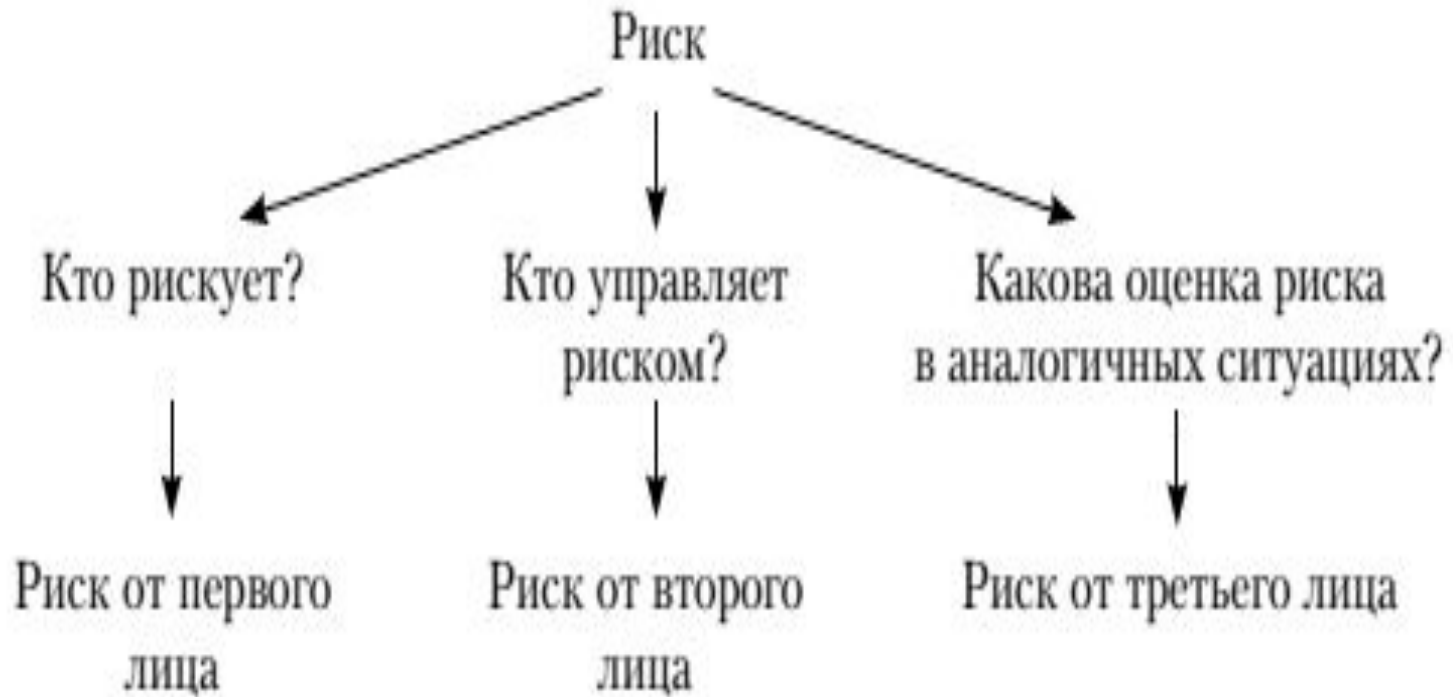 Риск
Кто рискует?
Кто управляет
риском?
Какова оценка риска
в аналогичных ситуациях?
Риск от первого
лица
Риск от второго
лица
Риск от третьего лица